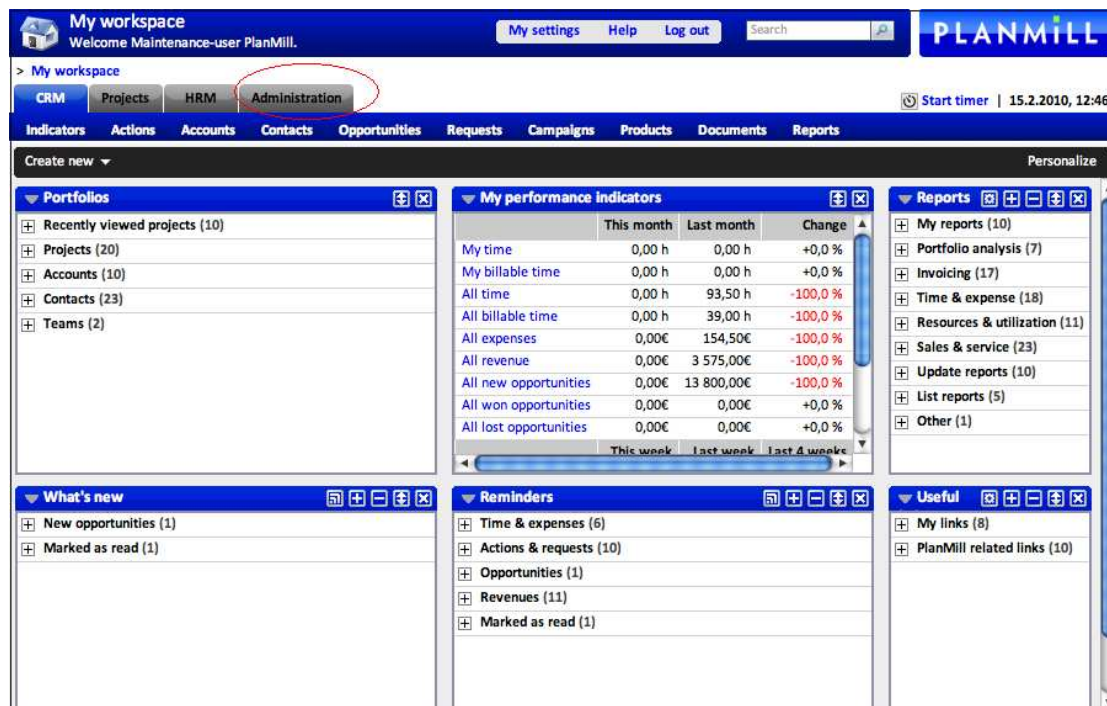 My workspace
Welcome Maintenance-user PlanMill.
My settings Help Log out Search
PLANMiLL
> My workspace
CRM Projects HRM Administration
Start timer | 15.2.2010, 12:46
Indicators Actions Accounts Contacts Opportunities Requests Campaigns Products Documents Reports
Create new Personalize
Portfolios
Recently viewed projects (10)
Projects (20)
Accounts (10)
Contacts (23)
Teams (2)
My performance indicators
This month Last month Change
My time 0,00 h 0,00 h +0,0 %
My billable time 0,00 h 0,00 h +0,0 %
All time 0,00 h 93,50 h -100,0 %
All billable time 0,00 h 39,00 h -100,0 %
All expenses 0,00€ 154,50€ -100,0 %
All revenue 0,00€ 3 575,00€ -100,0 %
All new opportunities 0,00€ 13 800,00€ -100,0 %
All won opportunities 0,00€ 0,00€ +0,0 %
All lost opportunities 0,00€ 0,00€ +0,0 %
This week Last week Last 4 weeks
Reports
My reports (10)
Portfolio analysis (7)
Invoicing (17)
Time & expense (18)
Resources & utilization (11)
Sales & service (23)
Update reports (10)
List reports (5)
Other (1)
What's new
New opportunities (1)
Marked as read (1)
Reminders
Time & expenses (6)
Actions & requests (10)
Opportunities (1)
Revenues (11)
Marked as read (1)
Useful
My links (8)
PlanMill related links (10)